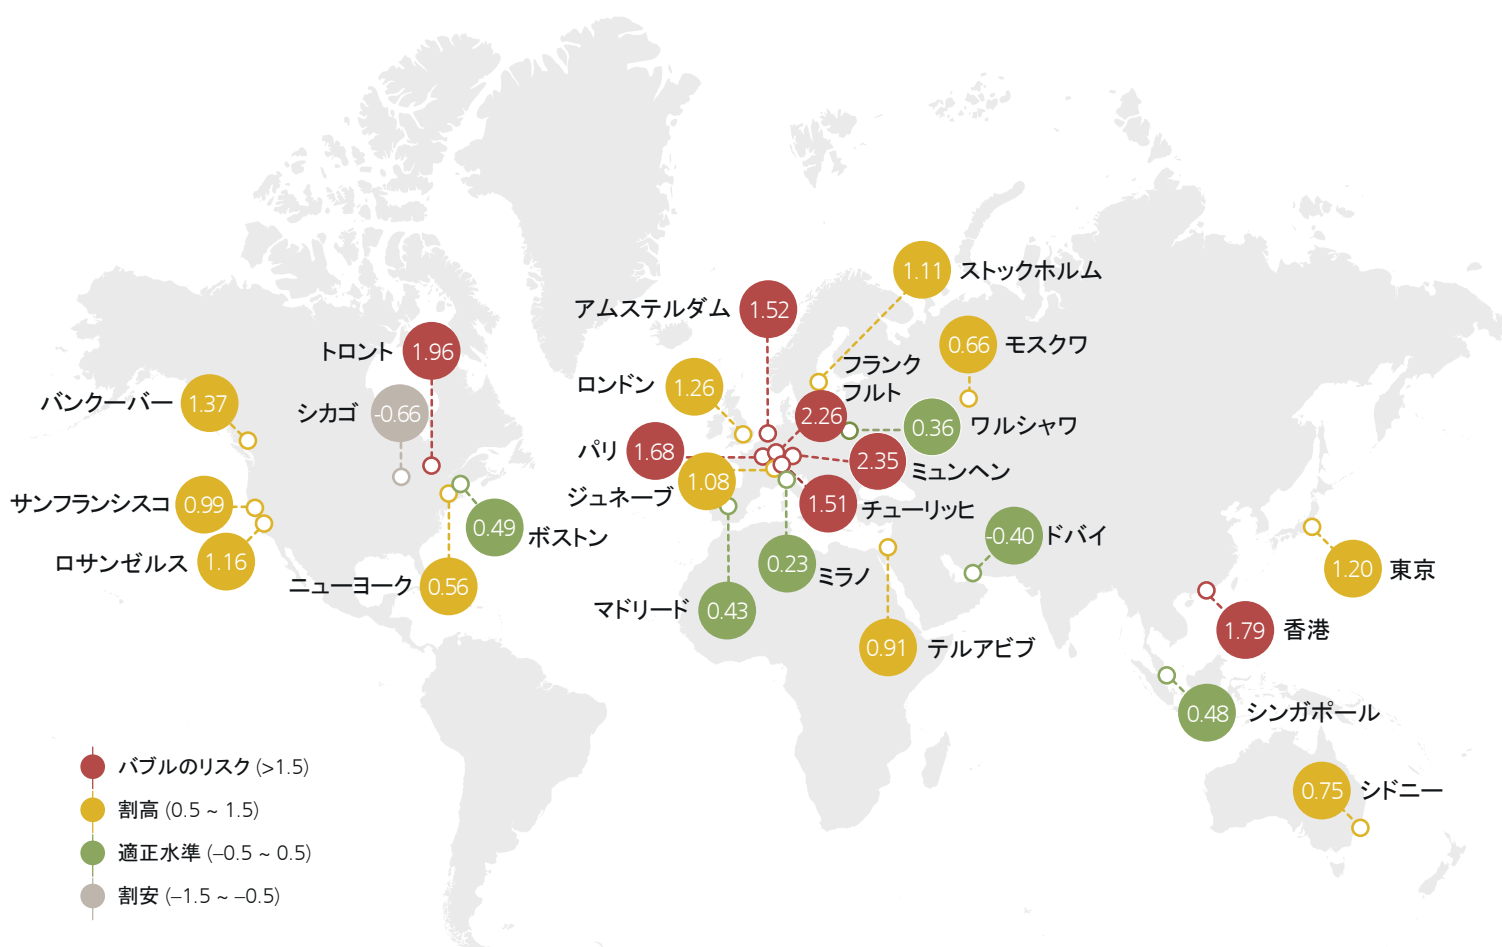 1.11 ストックホルム
アムステルダム 1.52
トロント 1.96
0.66 モスクワ
フランク
フルト
2.26
ロンドン 1.26
バンクーバー 1.37
シカゴ -0.66
0.36 ワルシャワ
パリ 1.68
2.35 ミュンヘン
ジュネーブ 1.08
サンフランシスコ 0.99
1.51 チューリッヒ
0.49 ボストン
-0.40 ドバイ
ロサンゼルス 1.16
0.23 ミラノ
1.20 東京
ニューヨーク 0.56
マドリード 0.43
1.79 香港
0.91 テルアビブ
0.48 シンガポール
0.75 シドニー
バブルのリスク (>1.5)
割高 (0.5 ~ 1.5)
適正水準 (–0.5 ~ 0.5)
割安 (–1.5 ~ –0.5)